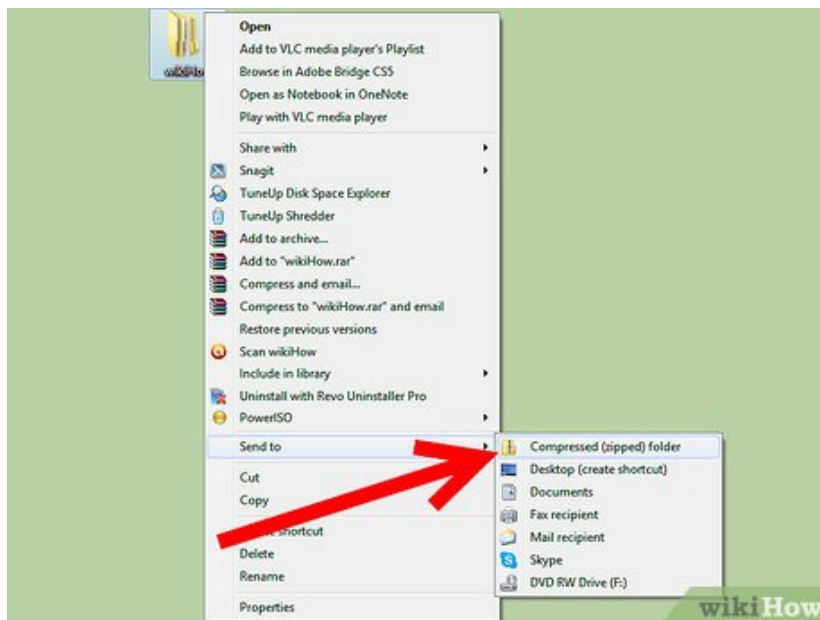 wikiHo
Open
Add to VLC media player's Playlist
Browse in Adobe Bridge CS5
Open as Notebook in OneNote
Play with VLC media player
Share with
Snagit
TuneUp Disk Space Explorer
TuneUp Shredder
Add to archive...
Add to "wikiHow.rar"
Compress and email...
Compress to "wikiHow.rar" and email
Restore previous versions
Scan wikiHow
Include in library
Uninstall with Revo Uninstaller Pro
PowerISO
Send to
Cut
Copy
shortcut
Delete
Rename
Properties
Compressed (zipped) folder
Desktop (create shortcut)
Documents
Fax recipient
Mail recipient
Skype
DVD RW Drive (F:)
wikiHow